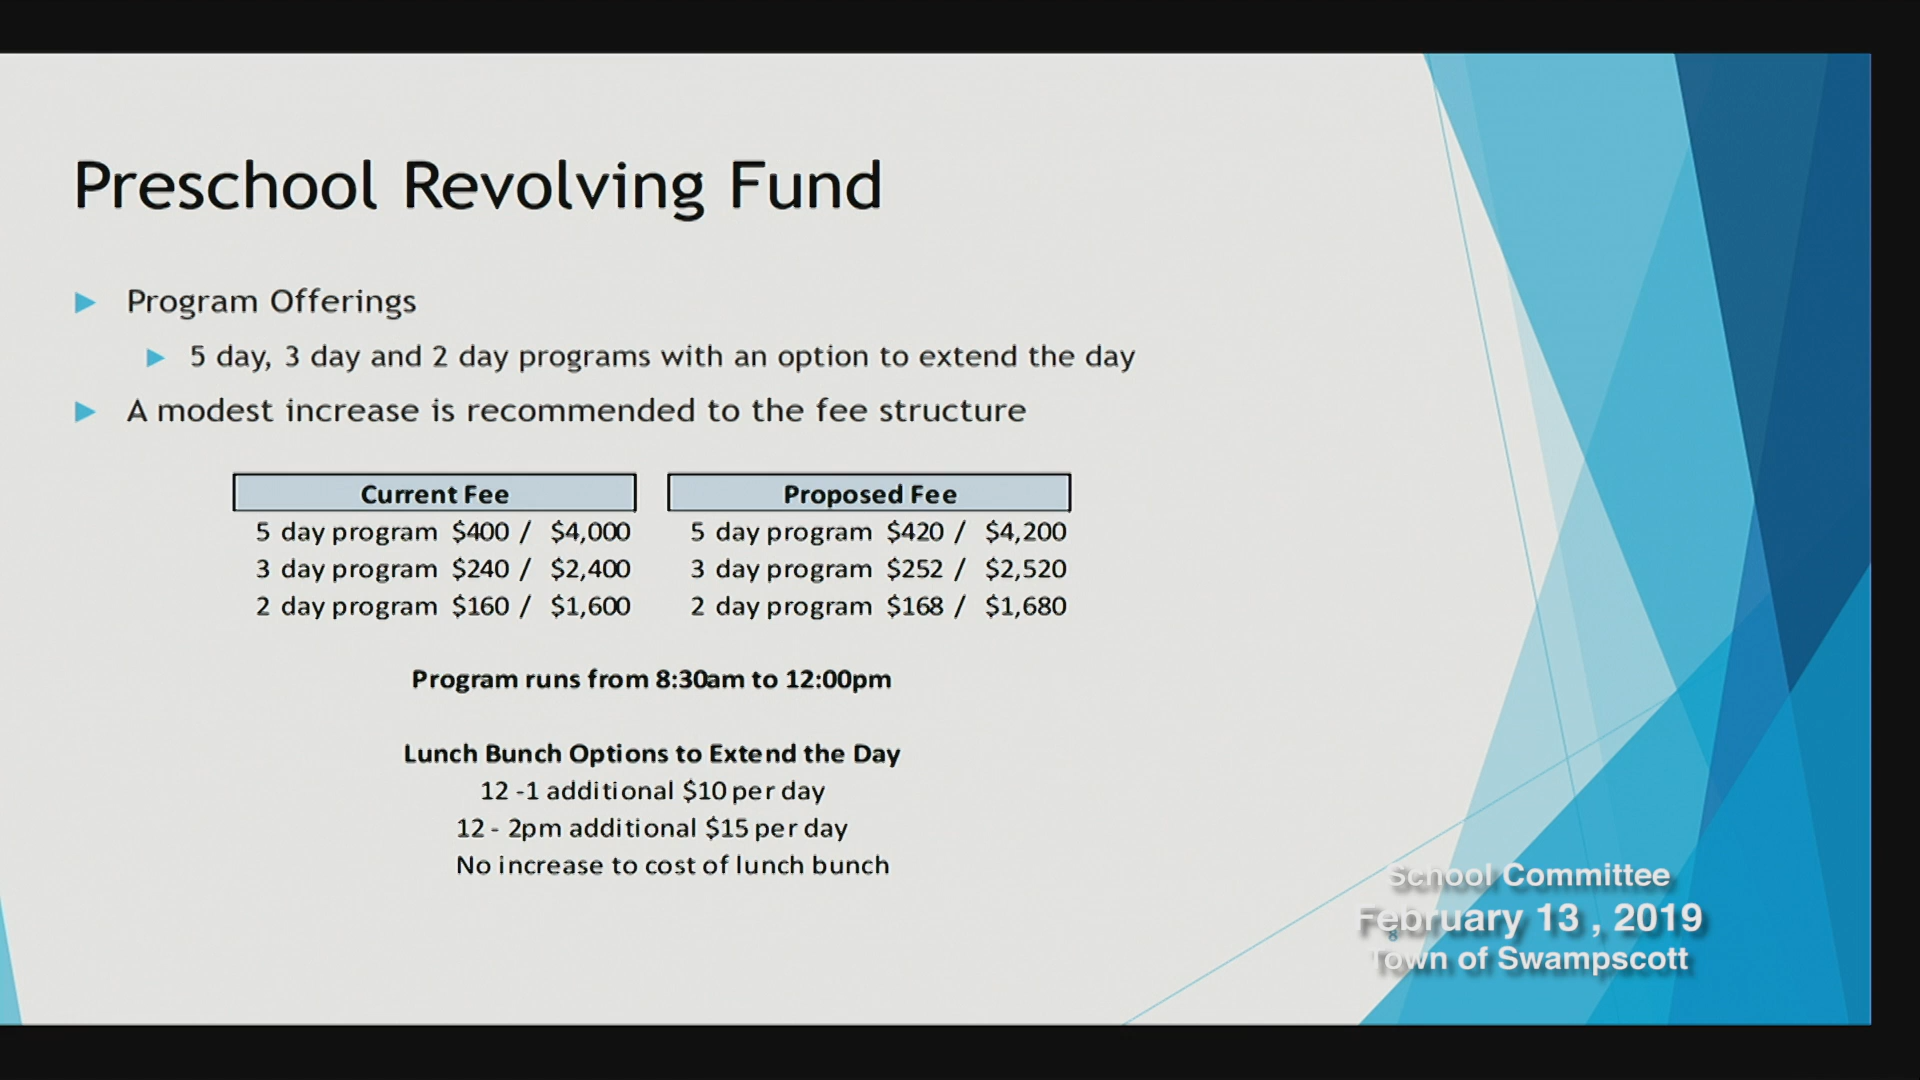 Preschool Revolving Fund
Program Offerings
5 day, 3 day and 2 day programs with an option to extend the day
A modest increase is recommended to the fee structure
Current Fee
5 day program $400 / $4,000
3 day program $240 / $2,400
2 day program $160 / $1,600
Proposed Fee
5 day program $420 / $4,200
3 day program $252 / $2,520
2 day program $168 / $1,680
Program runs from 8:30am to 12:00pm
Lunch Bunch Options to Extend the Day
12 -1 additional $10 per day
12 - 2pm additional $15 per day
No increase to cost of lunch bunch
School Committee
February 13 , 2019
8
Town of Swampscott